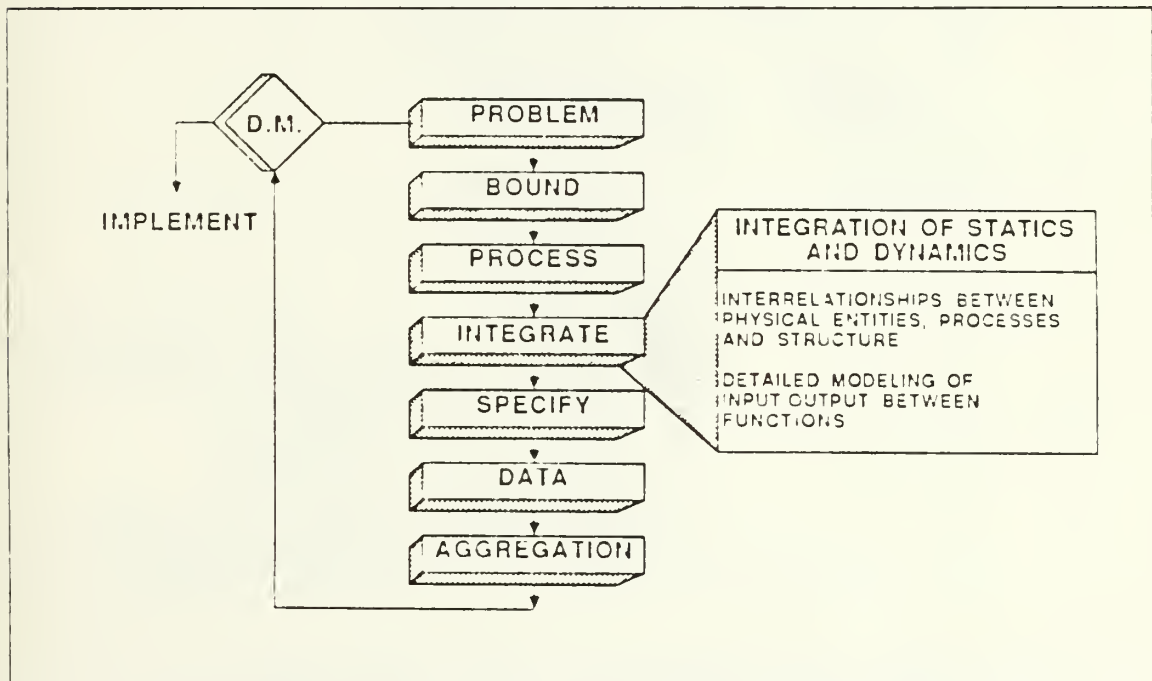 D.M.
PROBLEM
IMPLEMENT
BOUND
PROCESS
INTEGRATE
SPECIFY
DATA
AGGREGATION
INTEGRATION OF STATICS
AND DYNAMICS
INTERRELATIONSHIPS BETWEEN
PHYSICAL ENTITIES, PROCESSES
AND STRUCTURE
DETAILED MODELING OF
INPUT/OUTPUT BETWEEN
FUNCTIONS